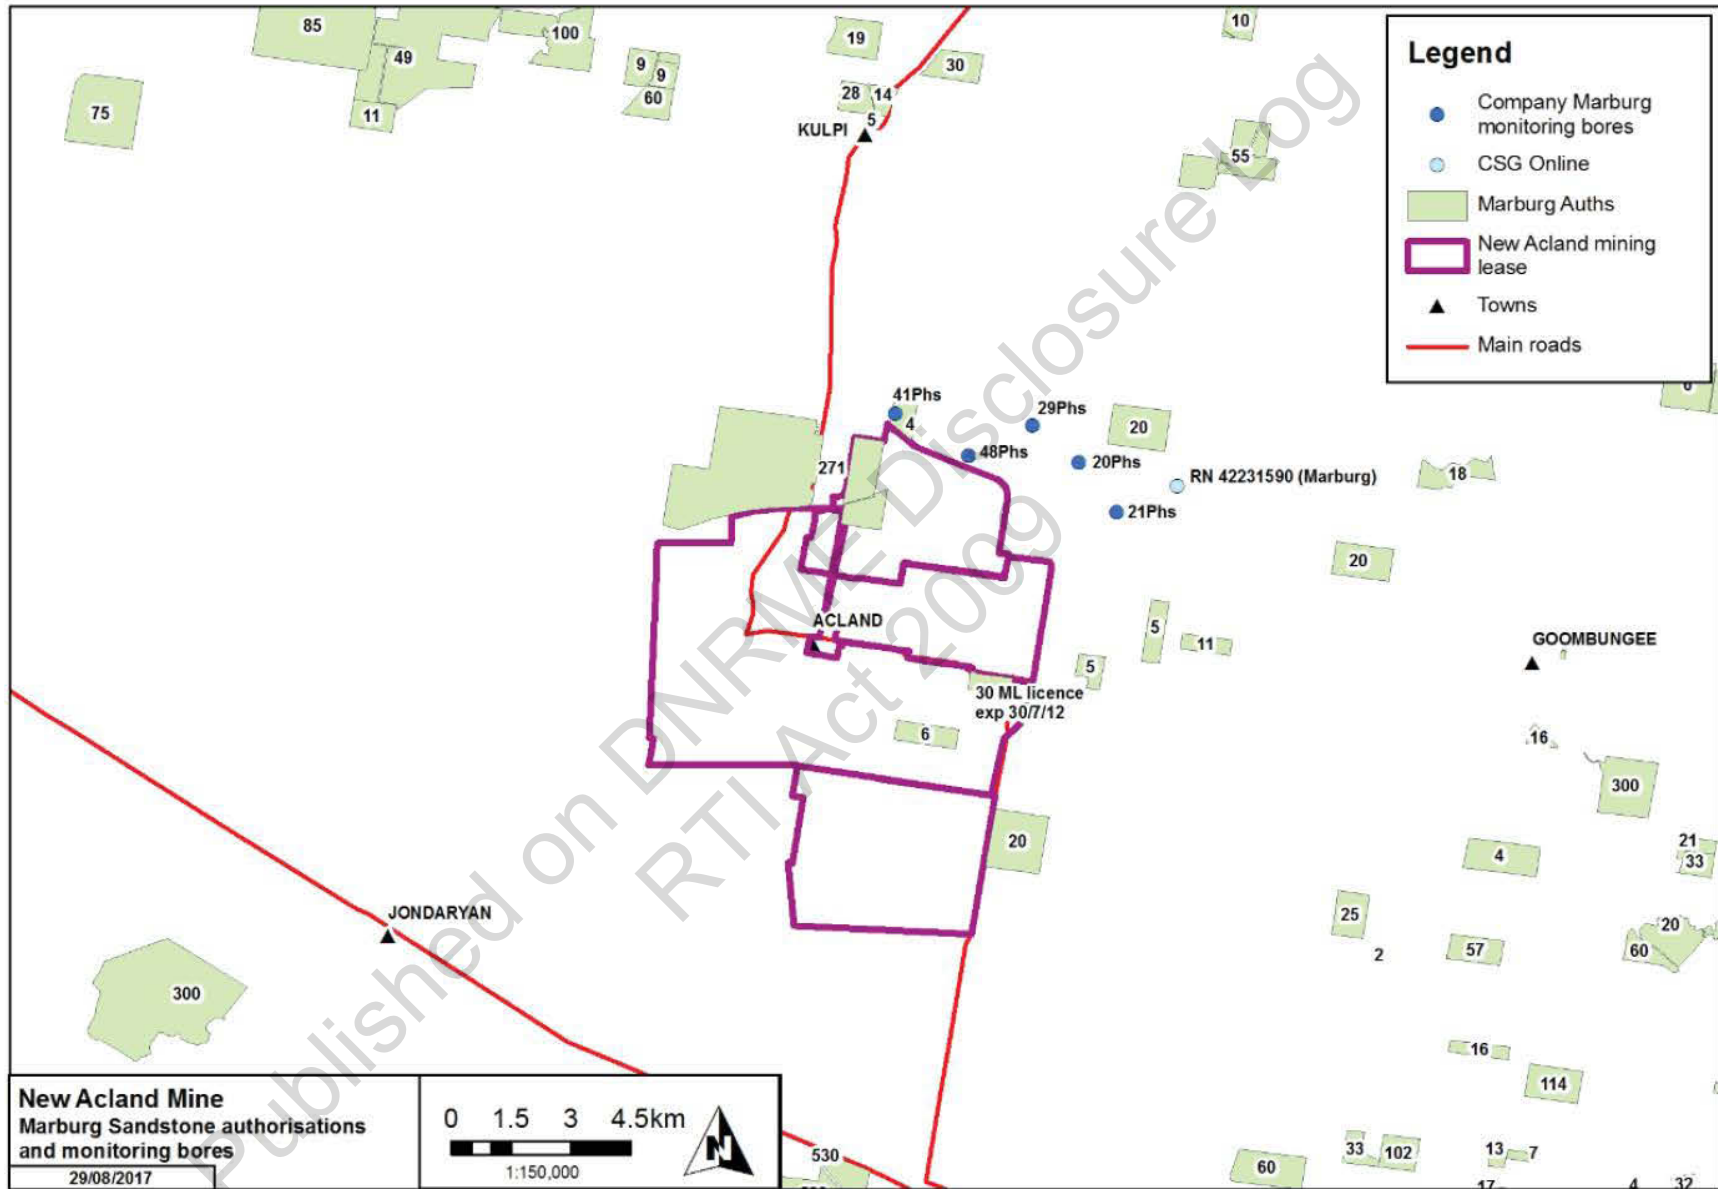 85
100
49
75
11
9
9
60
19
30
28
14
5
KULPI
10
55
Legend
Company Marburg
monitoring bores
CSG Online
Marburg Auths
New Acland mining
lease
Towns
Main roads
41Phs
4
29Phs
48Phs
20Phs
20
271
RN 42231590 (Marburg)
21Phs
18
20
ACLAND
5
11
5
GOOMBUNGEE
30 ML licence
exp 30/7/12
6
16
300
20
4
21
33
25
2
57
20
60
JONDARYAN
300
16
114
530
60
33
102
13
7
17
4
32
New Acland Mine
Marburg Sandstone authorisations
and monitoring bores
29/08/2017
0 1.5 3 4.5km
1:150,000
N
Published on DNRME Disclosure Log
RTI Act 2009